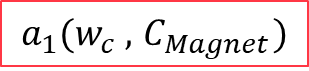 a₁(w_c , C_Magnet)